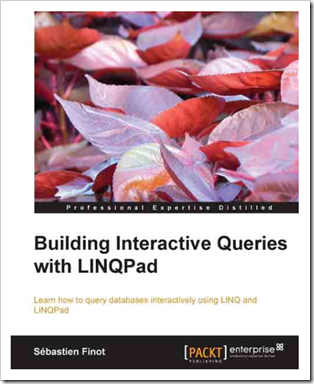 Professional Expertise Distilled
Building Interactive Queries
with LINQPad
Learn how to query databases interactively using LINQ and
LINQPad
Sébastien Finot
[PACKT] enterprise
PUBLISHING